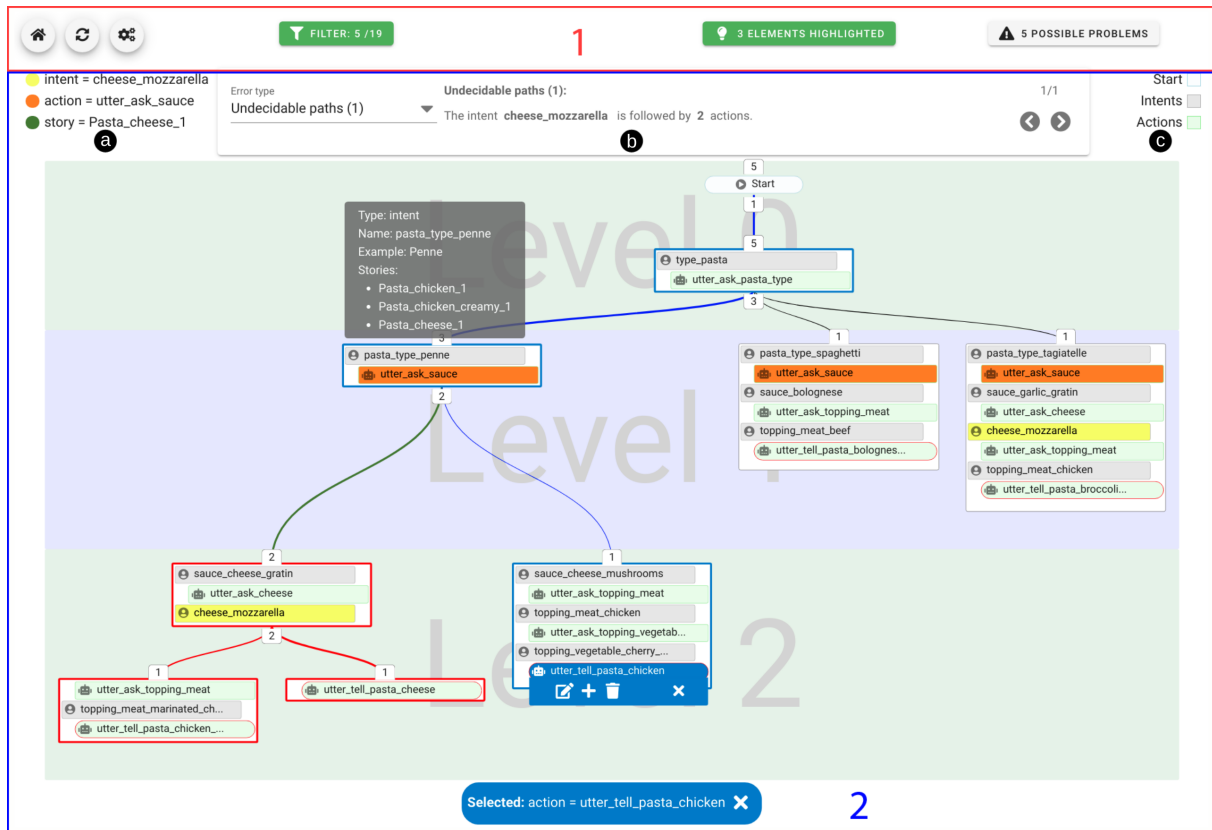 FILTER: 5 /19
1
3 ELEMENTS HIGHLIGHTED
5 POSSIBLE PROBLEMS
intent = cheese_mozzarella
action = utter_ask_sauce
story = Pasta_cheese_1
a
Error type
Undecidable paths (1)
Undecidable paths (1):
The intent cheese_mozzarella is followed by 2 actions.
1/1
b
Start
Intents
Actions
c
Level 0
5
Start
1
5
type_pasta
utter_ask_pasta_type
3
Type: intent
Name: pasta_type_penne
Example: Penne
Stories:
• Pasta_chicken_1
• Pasta_chicken_creamy_1
• Pasta_cheese_1
Level 1
3
pasta_type_penne
utter_ask_sauce
2
1
pasta_type_spaghetti
utter_ask_sauce
sauce_bolognese
utter_ask_topping_meat
topping_meat_beef
utter_tell_pasta_bolognes...
1
pasta_type_tagiatelle
utter_ask_sauce
sauce_garlic_gratin
utter_ask_cheese
cheese_mozzarella
utter_ask_topping_meat
topping_meat_chicken
utter_tell_pasta_broccoli...
Level 2
2
sauce_cheese_gratin
utter_ask_cheese
cheese_mozzarella
2
1
sauce_cheese_mushrooms
utter_ask_topping_meat
topping_meat_chicken
utter_ask_topping_vegetab...
topping_vegetable_cherry_...
utter_tell_pasta_chicken
1
utter_ask_topping_meat
topping_meat_marinated_ch...
utter_tell_pasta_chicken_...
1
utter_tell_pasta_cheese
Selected: action = utter_tell_pasta_chicken
2